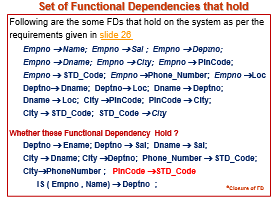 Set of Functional Dependencies that hold
Following are the some FDs that hold on the system as per the
requirements given in slide 26.
Empno → Name; Empno → Sal ; Empno → Deptno;
Empno → Dname; Empno → City; Empno → PinCode;
Empno → STD_Code; Empno →Phone_Number; Empno →Loc
Deptno→ Dname; Deptno→ Loc; Dname → Deptno;
Dname → Loc; City →PinCode; PinCode → City;
City → STD_Code; STD_Code → City
Whether these Functional Dependency Hold ?
Deptno → Ename; Deptno → Sal; Dname → Sal;
City → Dname; City →Deptno; Phone_Number → STD_Code;
City→PhoneNumber ; PinCode →STD_Code
IS ( Empno , Name) → Deptno ;
*Closure of FD